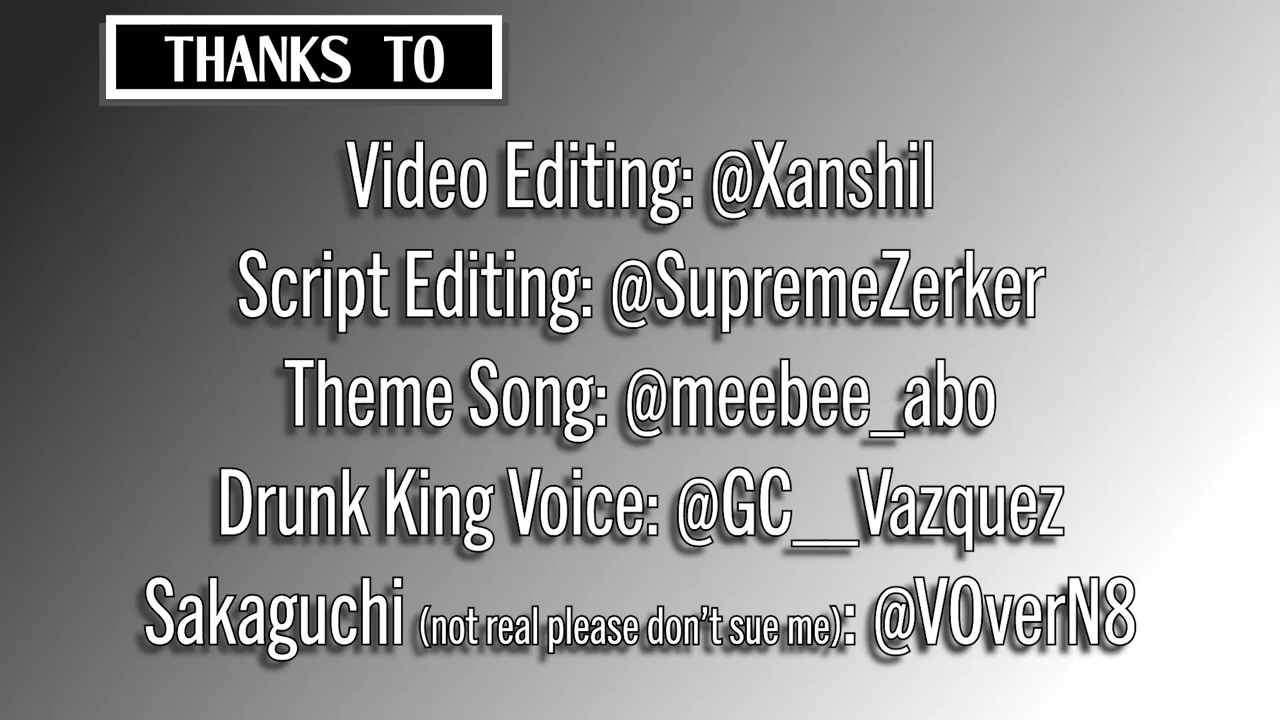 THANKS TO
Video Editing: @Xanshil
Script Editing: @SupremeZerker
Theme Song: @meebee_abo
Drunk King Voice: @GC__Vazquez
Sakaguchi (not real please don't sue me): @VOverN8